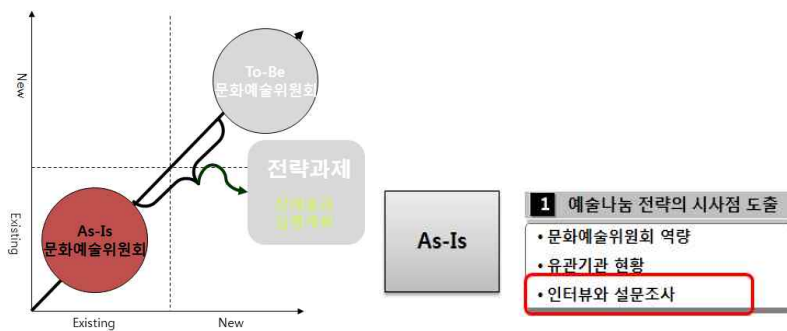 New
To-Be
문화예술위원회
전략과제
As-Is
문화예술위원회
Existing
Existing
New
As-Is
1 예술나눔 전략의 시사점 도출
• 문화예술위원회 역량
• 유관기관 현황
• 인터뷰와 설문조사